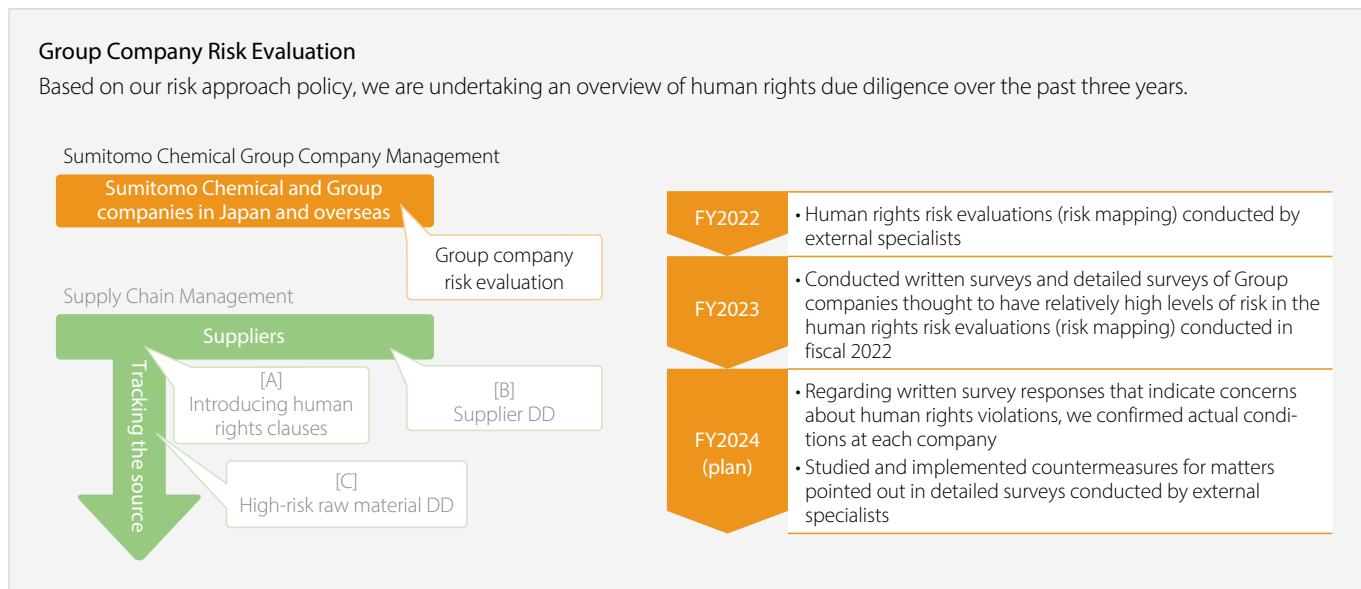 Group Company Risk Evaluation
Based on our risk approach policy, we are undertaking an overview of human rights due diligence over the past three years.
Sumitomo Chemical Group Company Management
Sumitomo Chemical and Group
companies in Japan and overseas
Group company
risk evaluation
Supply Chain Management
Suppliers
Tracking the source
[A]
Introducing human
rights clauses
[B]
Supplier DD
[C]
High-risk raw material DD
FY2022
• Human rights risk evaluations (risk mapping) conducted by
external specialists
FY2023
• Conducted written surveys and detailed surveys of Group
companies thought to have relatively high levels of risk in the
human rights risk evaluations (risk mapping) conducted in
fiscal 2022
FY2024
(plan)
• Regarding written survey responses that indicate concerns
about human rights violations, we confirmed actual condi-
tions at each company
• Studied and implemented countermeasures for matters
pointed out in detailed surveys conducted by external
specialists